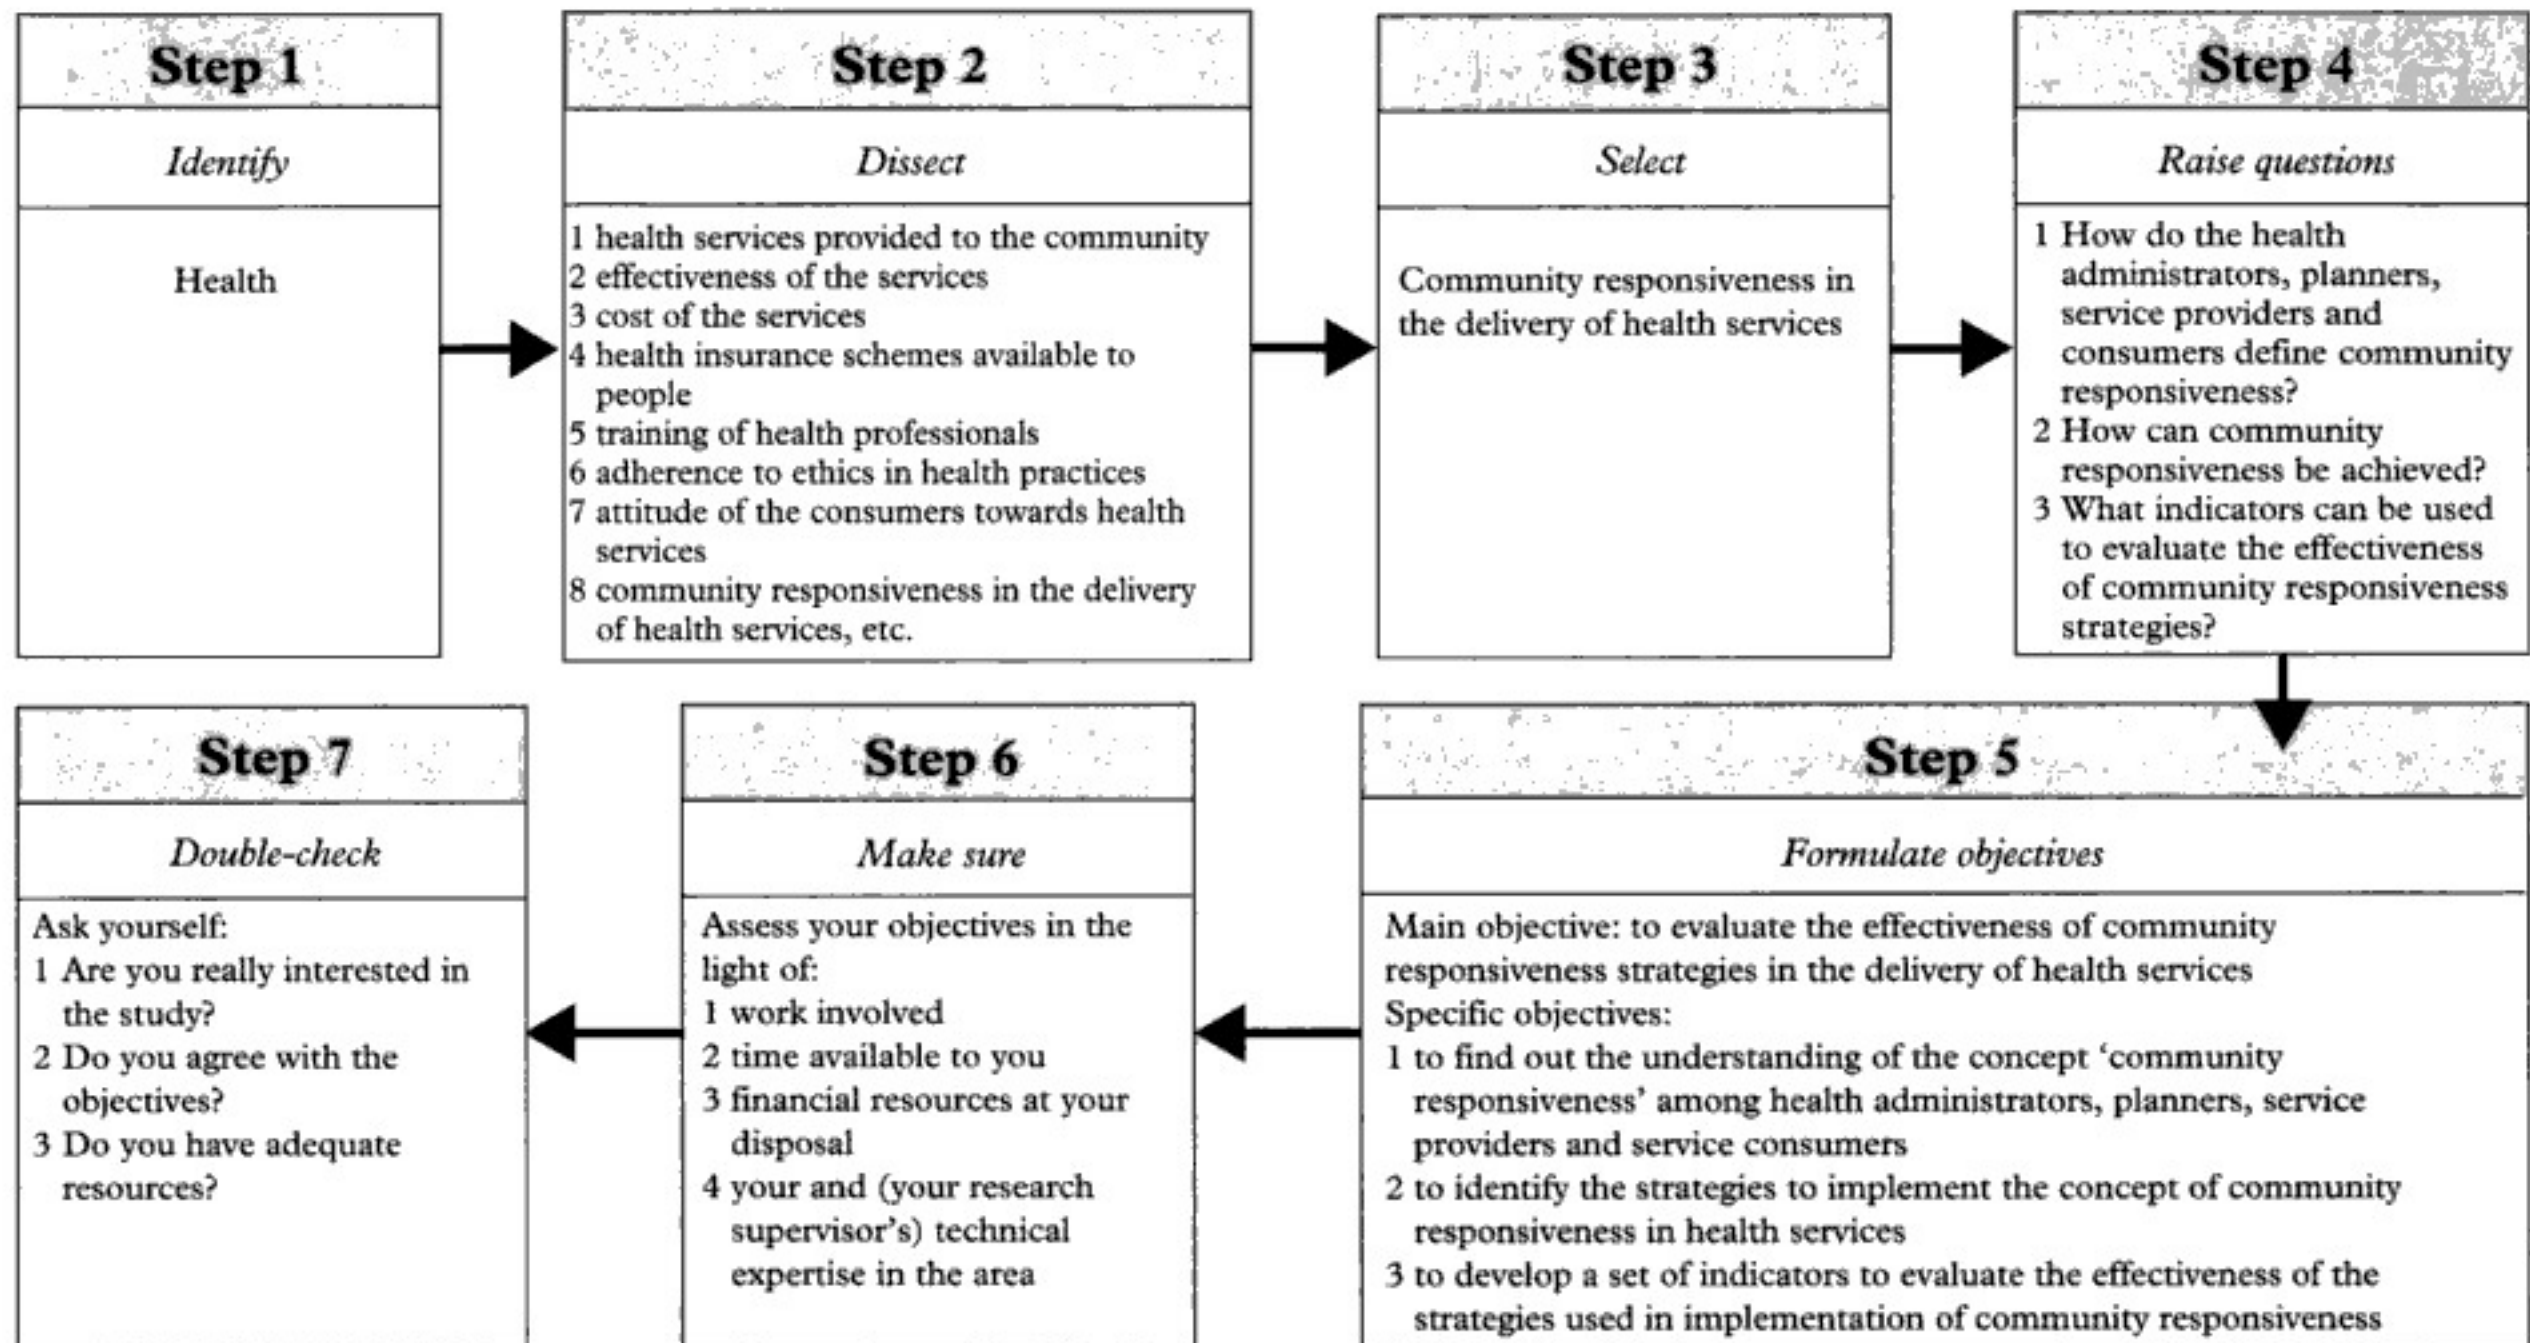 Step 1
Identify
Health
Step 2
Dissect
1 health services provided to the community
2 effectiveness of the services
3 cost of the services
4 health insurance schemes available to
people
5 training of health professionals
6 adherence to ethics in health practices
7 attitude of the consumers towards health
services
8 community responsiveness in the delivery
of health services, etc.
Step 3
Select
Community responsiveness in
the delivery of health services
Step 4
Raise questions
1 How do the health
administrators, planners,
service providers and
consumers define community
responsiveness?
2 How can community
responsiveness be achieved?
3 What indicators can be used
to evaluate the effectiveness
of community responsiveness
strategies?
Step 5
Formulate objectives
Main objective: to evaluate the effectiveness of community
responsiveness strategies in the delivery of health services
Specific objectives:
1 to find out the understanding of the concept ‘community
responsiveness’ among health administrators, planners, service
providers and service consumers
2 to identify the strategies to implement the concept of community
responsiveness in health services
3 to develop a set of indicators to evaluate the effectiveness of the
strategies used in implementation of community responsiveness
Step 6
Make sure
Assess your objectives in the
light of:
1 work involved
2 time available to you
3 financial resources at your
disposal
4 your and (your research
supervisor’s) technical
expertise in the area
Step 7
Double-check
Ask yourself:
1 Are you really interested in
the study?
2 Do you agree with the
objectives?
3 Do you have adequate
resources?